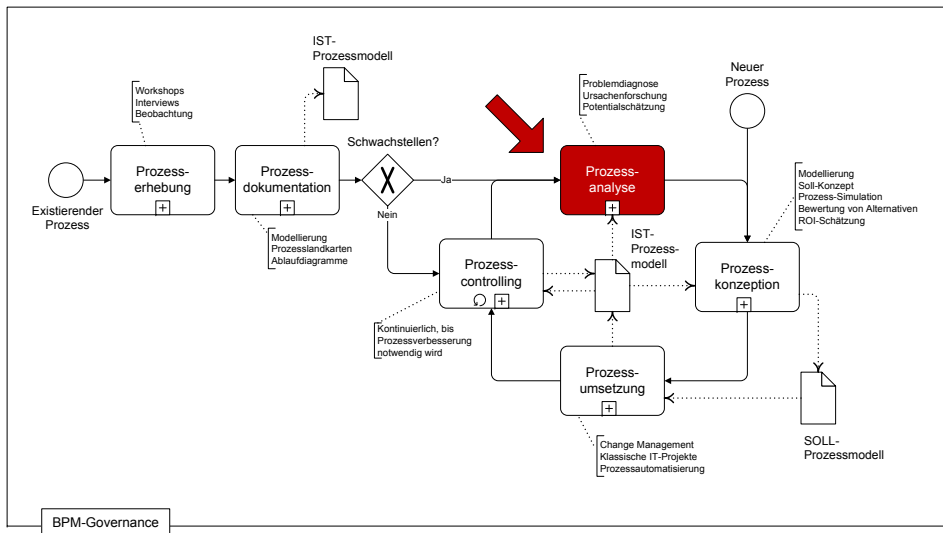 IST-
Prozessmodell
Workshops
Interviews
Beobachtung
Problemdiagnose
Ursachenforschung
Potentialschätzung
Neuer
Prozess
Schwachstellen?
Prozess-
erhebung
Prozess-
dokumentation
Ja
Prozess-
analyse
Existierender
Prozess
Nein
Modellierung
Prozesslandkarten
Ablaufdiagramme
Modellierung
Soll-Konzept
Prozess-Simulation
Bewertung von Alternativen
ROI-Schätzung
Prozess-
controlling
IST-
Prozess-
modell
Prozess-
konzeption
Kontinuierlich, bis
Prozessverbesserung
notwendig wird
Prozess-
umsetzung
SOLL-
Prozessmodell
Change Management
Klassische IT-Projekte
Prozessautomatisierung
BPM-Governance